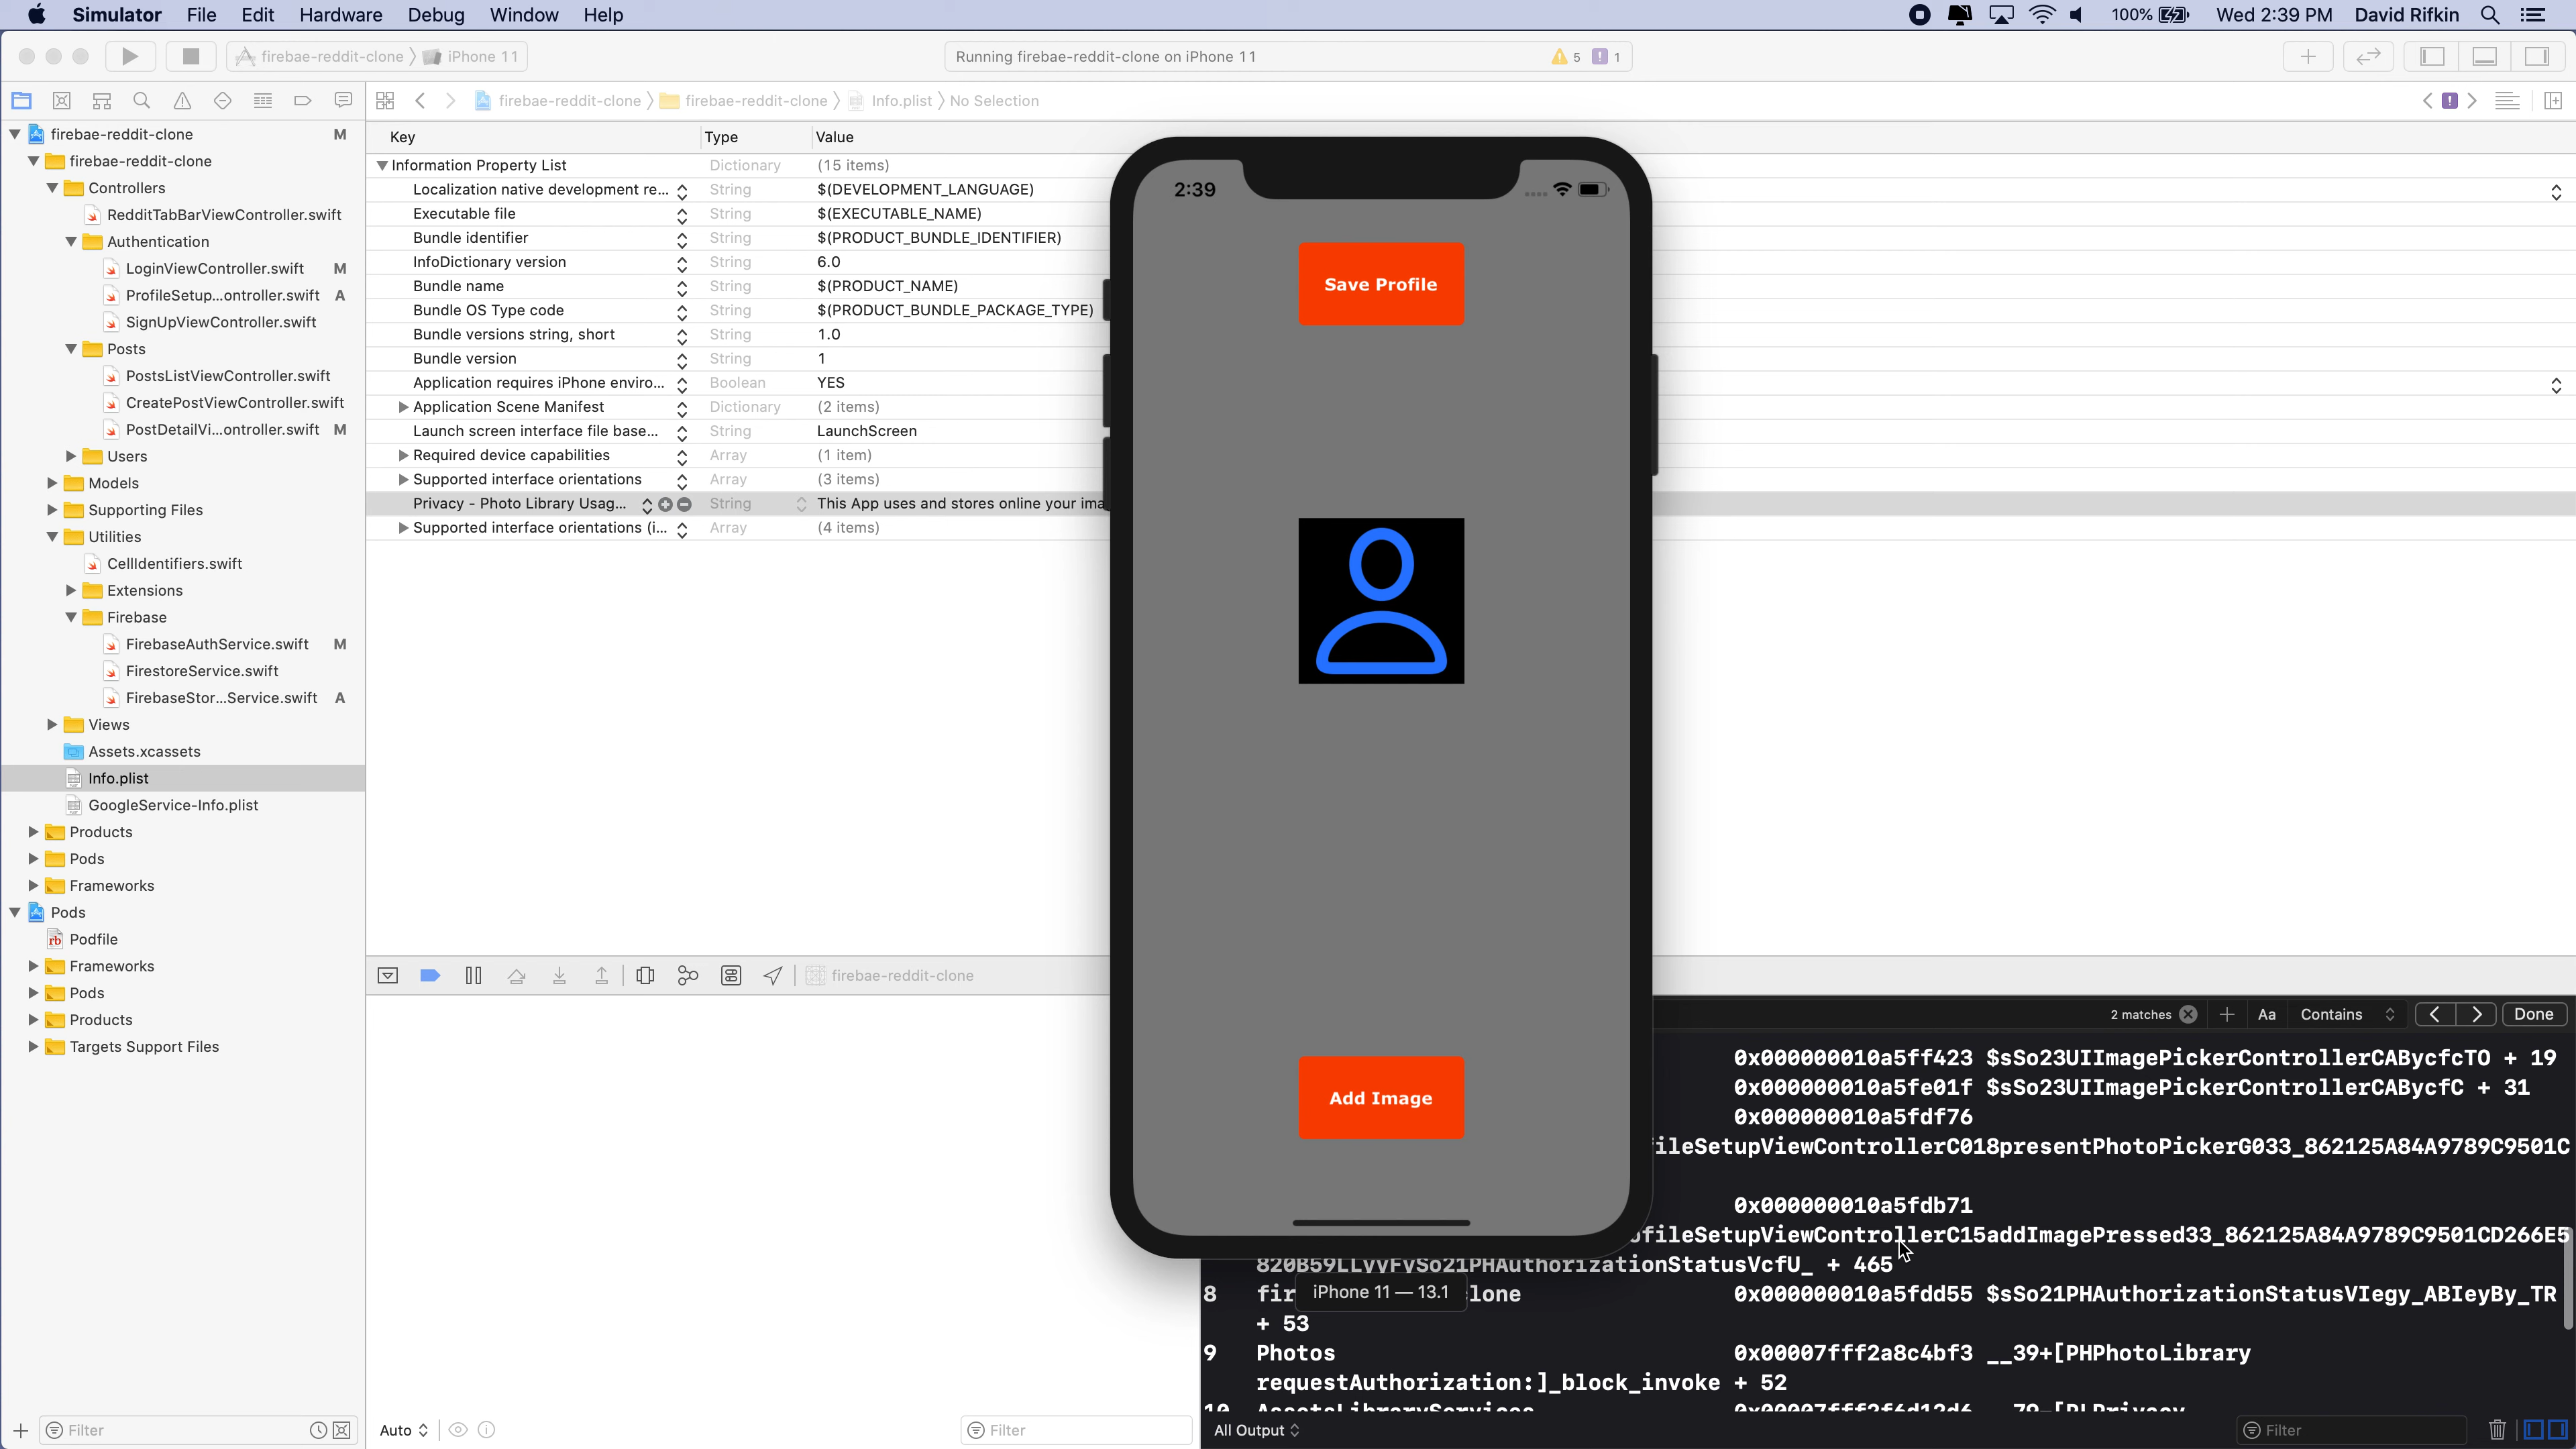 Simulator File Edit Hardware Debug Window Help 100% Wed 2:39 PM David Rifkin
firebae-reddit-clone iPhone 11 Running firebae-reddit-clone on iPhone 11 5 1
firebae-reddit-clone firebae-reddit-clone Info.plist No Selection
firebae-reddit-clone M
firebae-reddit-clone
Controllers
RedditTabBarViewController.swift
Authentication
LoginViewController.swift M
ProfileSetup...ontroller.swift A
SignUpViewController.swift
Posts
PostsListViewController.swift
CreatePostViewController.swift
PostDetailVi...ontroller.swift M
Users
Models
Supporting Files
Utilities
CellIdentifiers.swift
Extensions
Firebase
FirebaseAuthService.swift M
FirestoreService.swift
FirebaseStor...Service.swift A
Views
Assets.xcassets
Info.plist
GoogleService-Info.plist
Products
Pods
Frameworks
Pods
Podfile
Frameworks
Pods
Products
Targets Support Files
Filter
Key Type Value
Information Property List Dictionary (15 items)
Localization native development re... String $(DEVELOPMENT_LANGUAGE)
Executable file String $(EXECUTABLE_NAME)
Bundle identifier String $(PRODUCT_BUNDLE_IDENTIFIER)
InfoDictionary version String 6.0
Bundle name String $(PRODUCT_NAME)
Bundle OS Type code String $(PRODUCT_BUNDLE_PACKAGE_TYPE)
Bundle versions string, short String 1.0
Bundle version String 1
Application requires iPhone enviro... Boolean YES
Application Scene Manifest Dictionary (2 items)
Launch screen interface file base... String LaunchScreen
Required device capabilities Array (1 item)
Supported interface orientations Array (3 items)
Privacy - Photo Library Usag... String This App uses and stores online your ima
Supported interface orientations (i... Array (4 items)
2:39
Save Profile
Add Image
iPhone 11 — 13.1
firebae-reddit-clone
Auto Filter
2 matches Aa Contains Done
0x000000010a5ff423 $sSo23UIImagePickerControllerCABycfcTO + 19
0x000000010a5fe01f $sSo23UIImagePickerControllerCABycfC + 31
0x000000010a5fdf76
ileSetupViewControllerC018presentPhotoPickerG033_862125A84A9789C9501C
0x000000010a5fdb71
fileSetupViewControllerC15addImagePressed33_862125A84A9789C9501CD266E5
820B59LLyyFySo21PHAuthorizationStatusVcfU_ + 465
8 fir lone 0x000000010a5fdd55 $sSo21PHAuthorizationStatusVIegy_ABIeyBy_TR
+ 53
9 Photos 0x00007fff2a8c4bf3 __39+[PHPhotoLibrary
requestAuthorization:]_block_invoke + 52
10 AssetsLibraryServices 0x00007fff2f6d12d6 __79-[PLPrivacy
All Output Filter